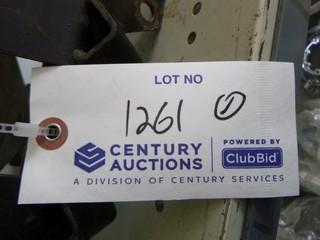 LOT NO
1261 1
CENTURY AUCTIONS
POWERED BY
ClubBid
A DIVISION OF CENTURY SERVICES